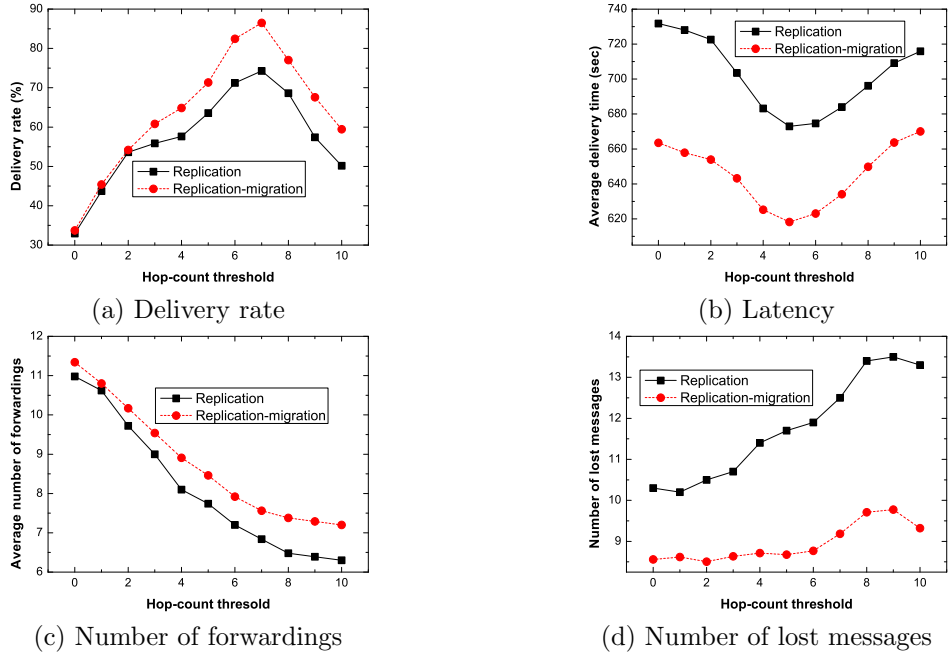 90
80
70
60
50
40
30
Delivery rate (%)
Replication
Replication-migration
0 2 4 6 8 10
Hop-count threshold
(a) Delivery rate
740
720
700
680
660
640
620
Average delivery time (sec)
Replication
Replication-migration
0 2 4 6 8 10
Hop-count threshold
(b) Latency
12
11
10
9
8
7
6
Average number of forwardings
Replication
Replication-migration
0 2 4 6 8 10
Hop-count thresold
(c) Number of forwardings
14
13
12
11
10
9
Number of lost messages
Replication
Replication-migration
0 2 4 6 8 10
Hop-count threshold
(d) Number of lost messages